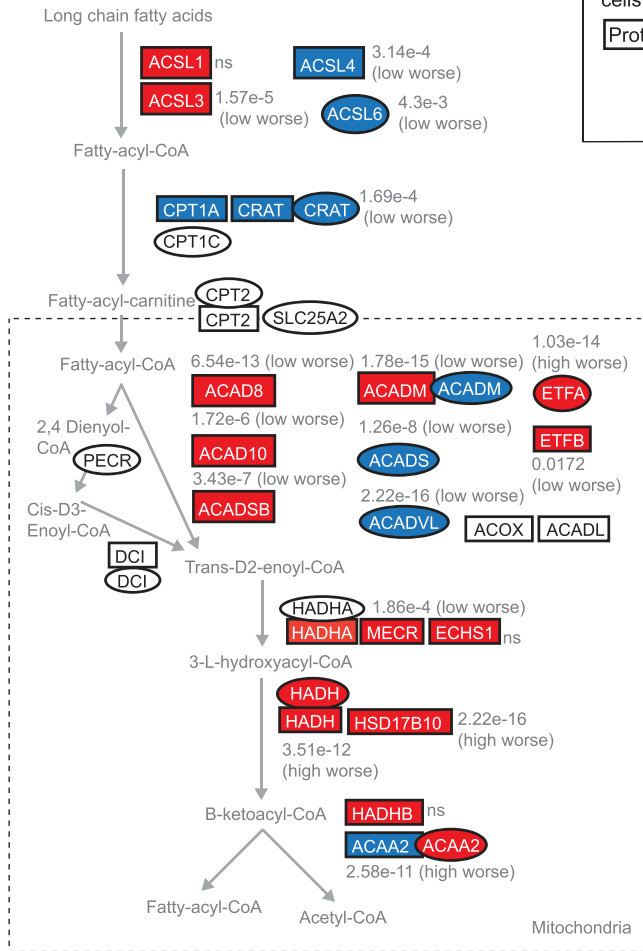 Long chain fatty acids
cells
Prot
ACSL1 ns
ACSL4 3.14e-4
(low worse)
ACSL3 1.57e-5
(low worse)
ACSL6 4.3e-3
(low worse)
Fatty-acyl-CoA
CPT1A CRAT CRAT 1.69e-4
(low worse)
CPT1C
Fatty-acyl-carnitine CPT2
CPT2 SLC25A2
Fatty-acyl-CoA
6.54e-13 (low worse) 1.78e-15 (low worse)
1.03e-14
(high worse)
ACAD8 ACADM ACADM ETFA
1.72e-6 (low worse) 1.26e-8 (low worse)
2,4 Dienyol-
CoA
PECR
ACAD10 ACADS ETFB
0.0172
(low worse)
3.43e-7 (low worse) 2.22e-16 (low worse)
Cis-D3-
Enoyl-CoA
ACADSB ACADVL ACOX ACADL
DCI
DCI
Trans-D2-enoyl-CoA
HADHA 1.86e-4 (low worse)
HADHA MECR ECHS1 ns
3-L-hydroxyacyl-CoA
HADH
HADH HSD17B10 2.22e-16
(high worse)
3.51e-12
(high worse)
B-ketoacyl-CoA HADHB ns
ACAA2 ACAA2
2.58e-11 (high worse)
Fatty-acyl-CoA
Acetyl-CoA
Mitochondria